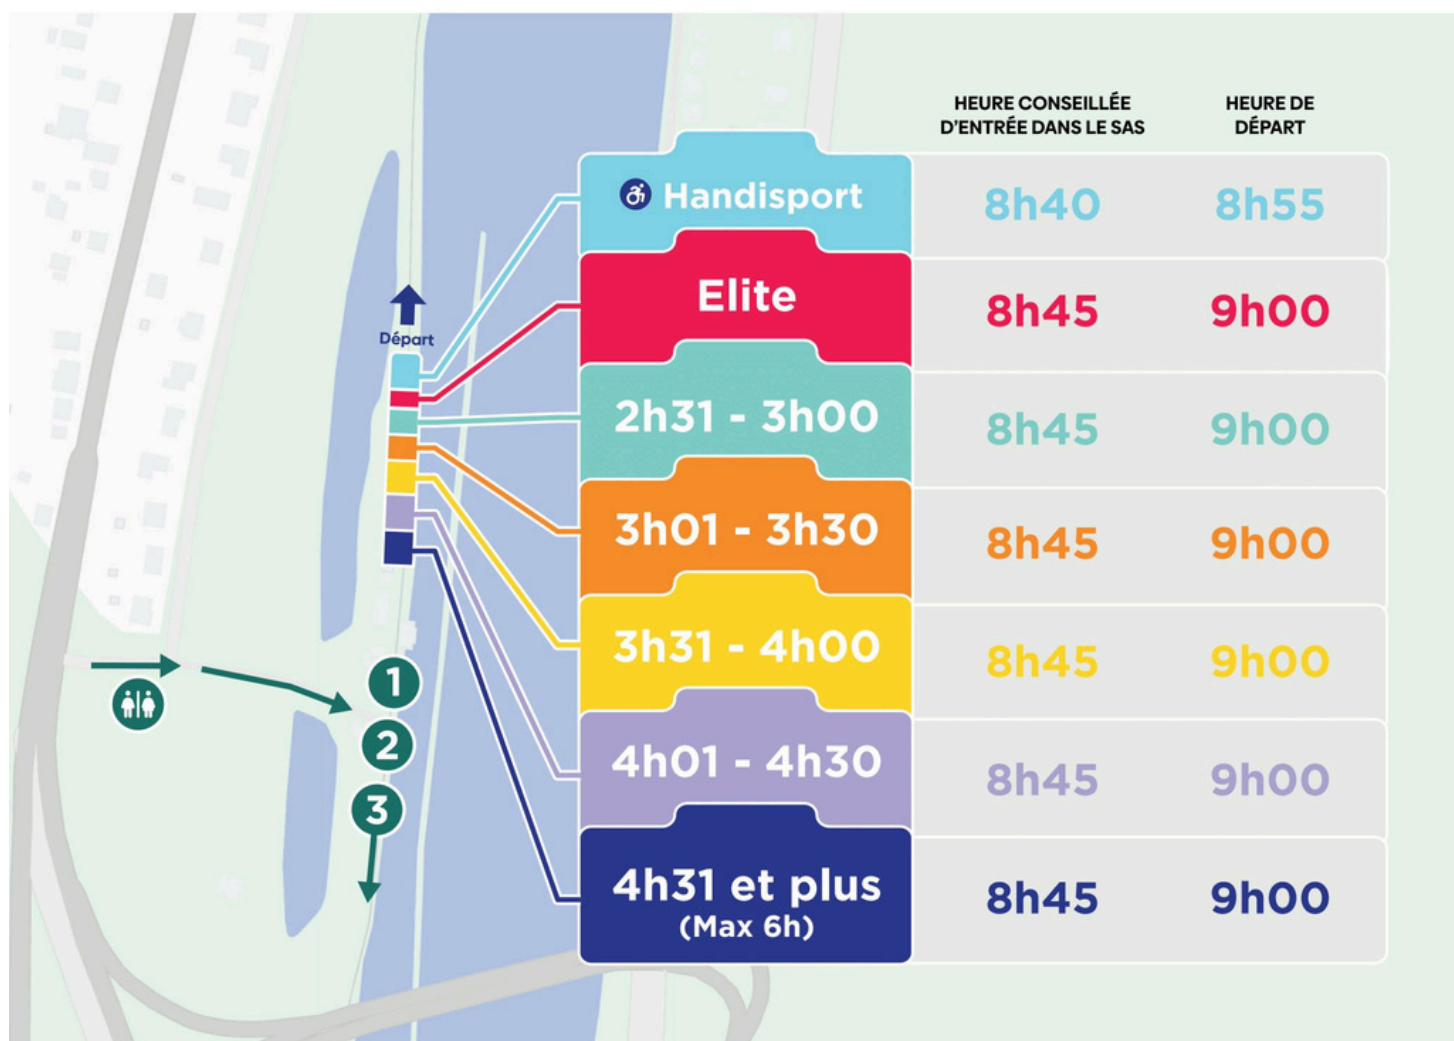 HEURE CONSEILLÉE
D'ENTRÉE DANS LE SAS
HEURE DE
DÉPART
Handisport
8h40
8h55
Elite
8h45
9h00
Départ
2h31 - 3h00
8h45
9h00
3h01 - 3h30
8h45
9h00
3h31 - 4h00
8h45
9h00
1
2
3
4h01 - 4h30
8h45
9h00
4h31 et plus
(Max 6h)
8h45
9h00